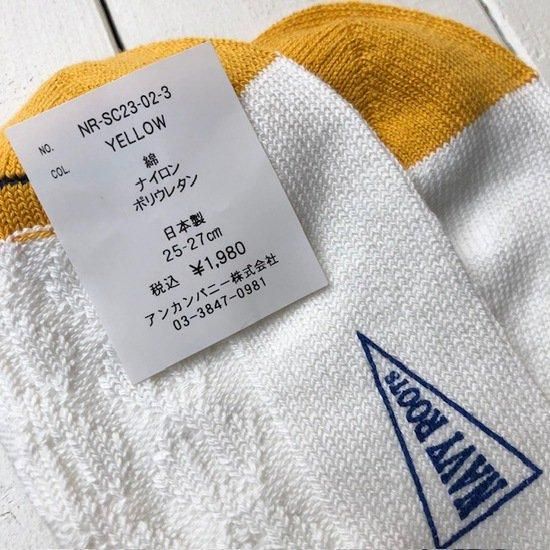 NO. NR-SC23-02-3
COL. YELLOW
綿
ナイロン
ポリウレタン
日本製
25-27cm
税込 ¥1,980
アンカンパニー株式会社
03-3847-0981
NAVY ROOTS